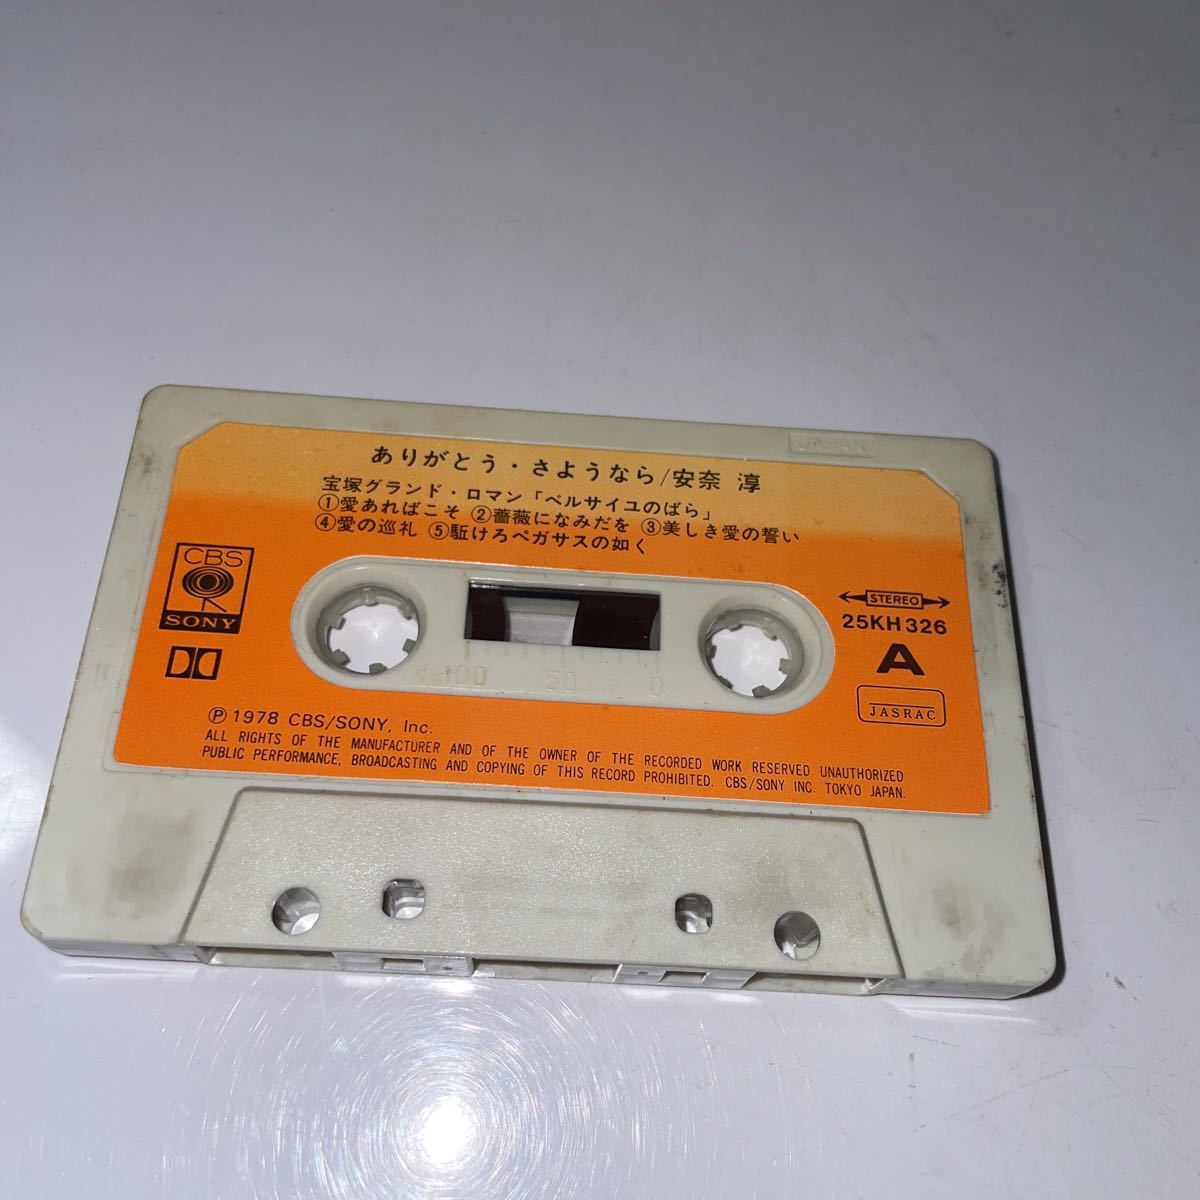 JAPAN
ありがとう・さようなら/安奈 淳
宝塚グランド・ロマン「ベルサイユのばら」
①愛あればこそ ②薔薇になみだを ③美しき愛の誓い
④愛の巡礼 ⑤駈けろペガサスの如く
CBS
SONY
STEREO
25KH326
A
JASRAC
100 50 0
Ⓟ 1978 CBS/SONY, Inc.
ALL RIGHTS OF THE MANUFACTURER AND OF THE OWNER OF THE RECORDED WORK RESERVED UNAUTHORIZED
PUBLIC PERFORMANCE, BROADCASTING AND COPYING OF THIS RECORD PROHIBITED. CBS/SONY INC. TOKYO JAPAN.